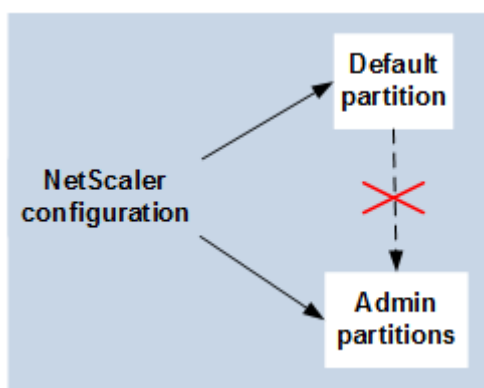 Default
partition
NetScaler
configuration
Admin
partitions